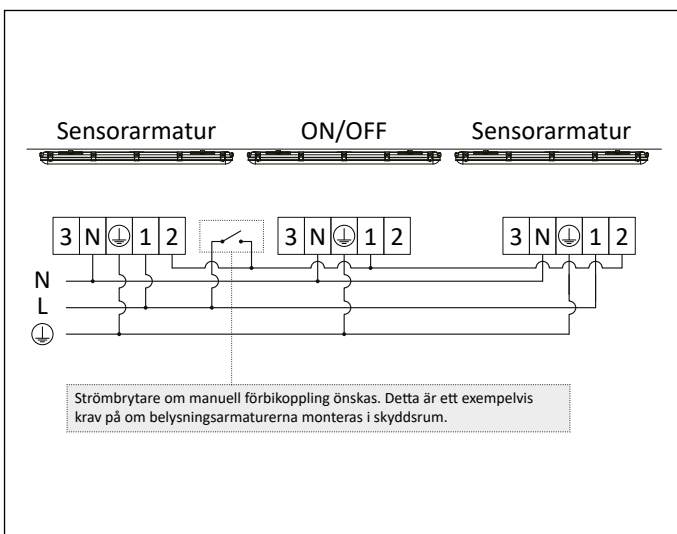 Sensorarmatur ON/OFF Sensorarmatur
3 N 1 2 3 N 1 2 3 N 1 2
N
L
Strömbrytare om manuell förbikoppling önskas. Detta är ett exempelvis
krav på om belysningsarmaturerna monteras i skyddsrum.